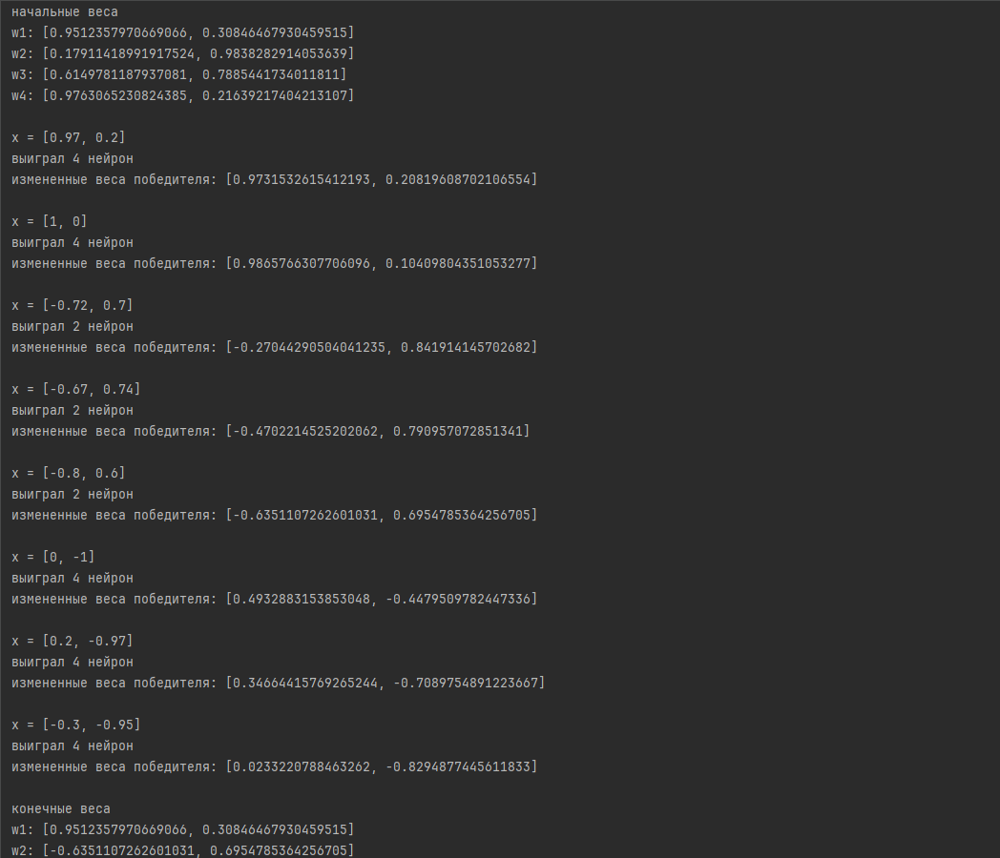 начальные веса
w1: [0.9512357970669066, 0.30846467930459515]
w2: [0.17911418991917524, 0.9838282914053639]
w3: [0.6149781187937081, 0.7885441734011811]
w4: [0.9763065230824385, 0.21639217404213107]
x = [0.97, 0.2]
выиграл 4 нейрон
измененные веса победителя: [0.9731532615412193, 0.20819608702106554]
x = [1, 0]
выиграл 4 нейрон
измененные веса победителя: [0.9865766307706096, 0.10409804351053277]
x = [-0.72, 0.7]
выиграл 2 нейрон
измененные веса победителя: [-0.27044290504041235, 0.841914145702682]
x = [-0.67, 0.74]
выиграл 2 нейрон
измененные веса победителя: [-0.4702214525202062, 0.790957072851341]
x = [-0.8, 0.6]
выиграл 2 нейрон
измененные веса победителя: [-0.6351107262601031, 0.6954785364256705]
x = [0, -1]
выиграл 4 нейрон
измененные веса победителя: [0.4932883153853048, -0.4479509782447336]
x = [0.2, -0.97]
выиграл 4 нейрон
измененные веса победителя: [0.34664415769265244, -0.7089754891223667]
x = [-0.3, -0.95]
выиграл 4 нейрон
измененные веса победителя: [0.0233220788463262, -0.8294877445611833]
конечные веса
w1: [0.9512357970669066, 0.30846467930459515]
w2: [-0.6351107262601031, 0.6954785364256705]